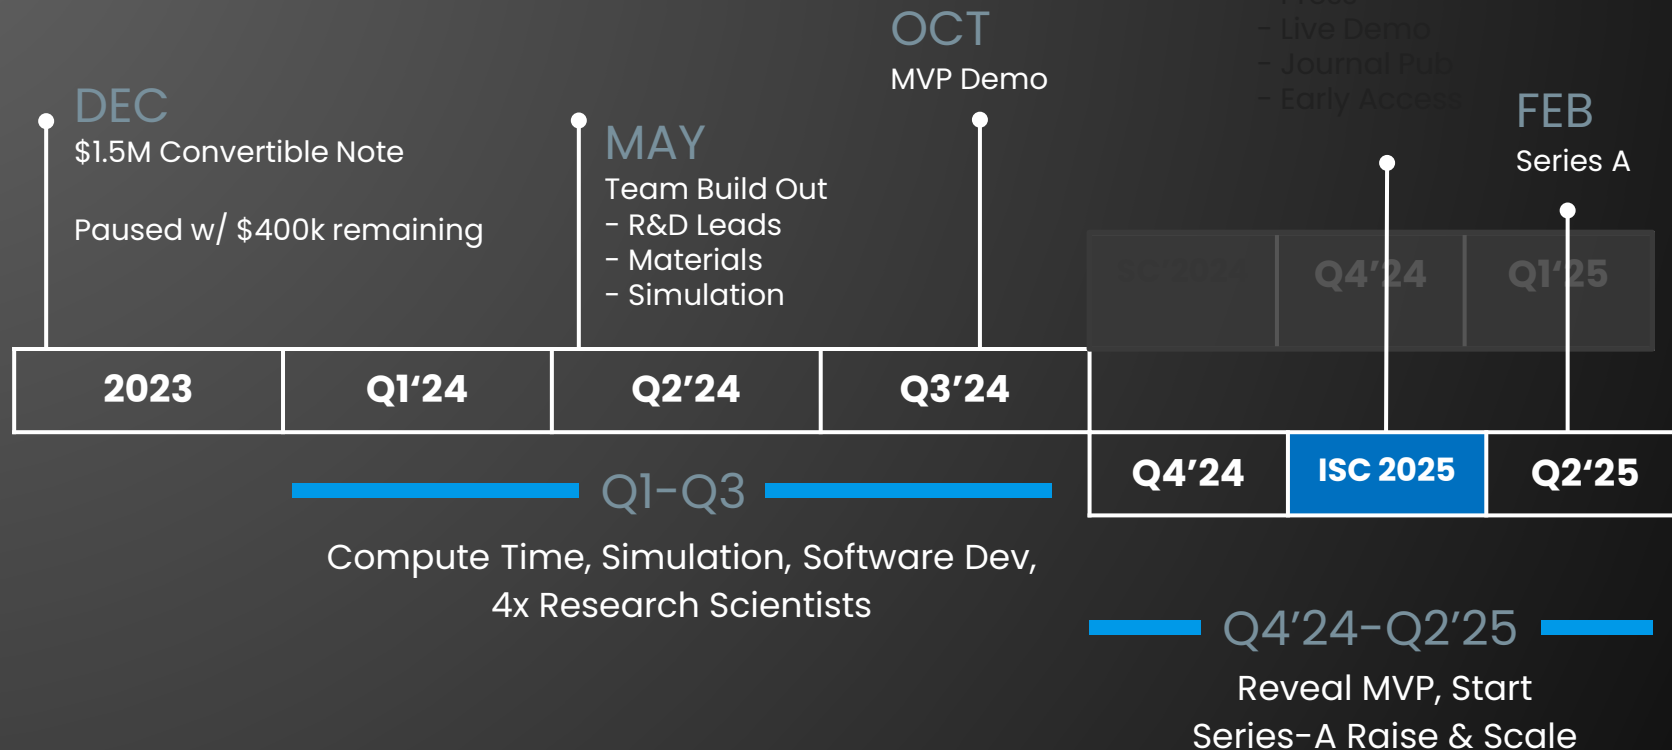 DEC
$1.5M Convertible Note
Paused w/ $400k remaining
MAY
Team Build Out
- R&D Leads
- Materials
- Simulation
OCT
MVP Demo
- Live Demo
- Journal Pub
- Early Access
FEB
Series A
SC'2024
Q4’24
Q1‘25
2023
Q1‘24
Q2’24
Q3’24
Q4’24
ISC 2025
Q2‘25
Q1-Q3
Compute Time, Simulation, Software Dev,
4x Research Scientists
Q4’24-Q2’25
Reveal MVP, Start
Series-A Raise & Scale